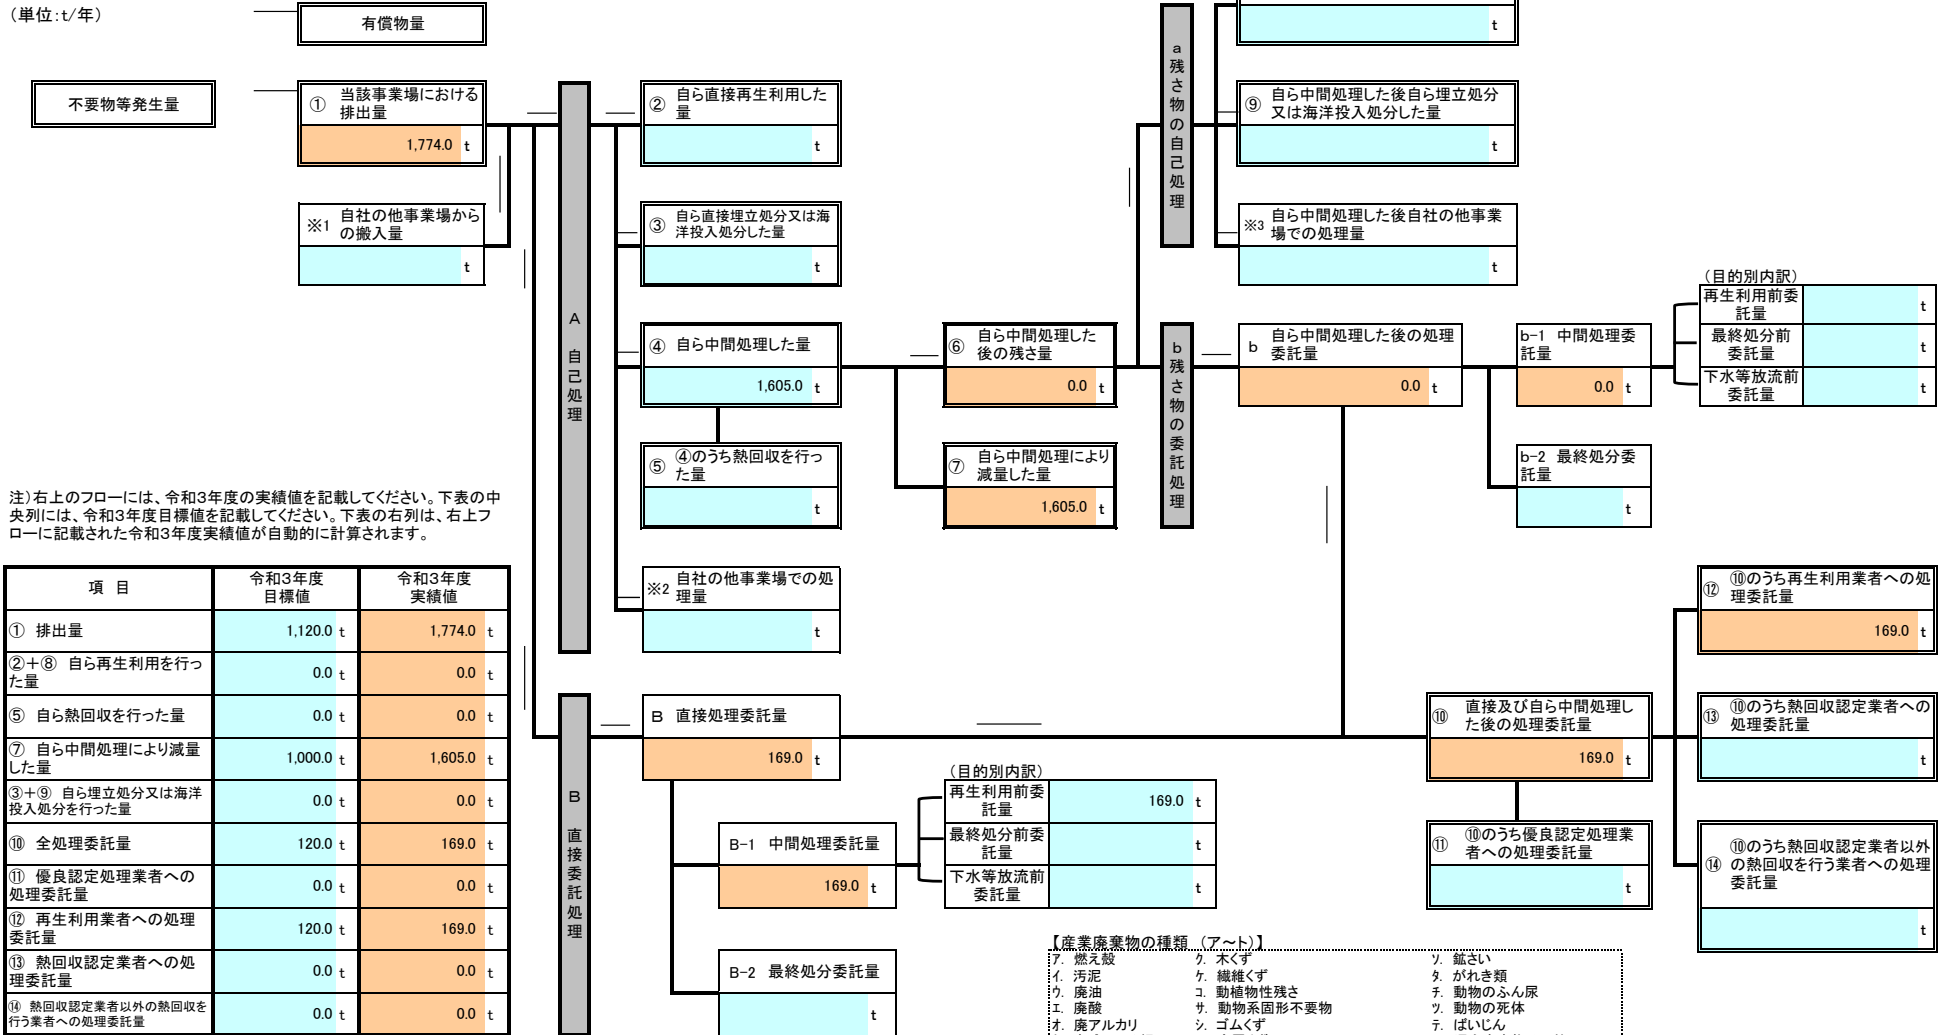 (単位:t/年)
有償物量
不要物等発生量
① 当該事業場における
排出量
1,774.0 t
※1 自社の他事業場から
の搬入量
t
A 自己処理
② 自ら直接再生利用した
量
t
③ 自ら直接埋立処分又は海
洋投入処分した量
t
④ 自ら中間処理した量
1,605.0 t
⑤ ④のうち熱回収を行っ
た量
t
※2 自社の他事業場での処
理量
t
⑥ 自ら中間処理した
後の残さ量
0.0 t
⑦ 自ら中間処理により
減量した量
1,605.0 t
a 残さ物の自己処理
t
⑨ 自ら中間処理した後自ら埋立処分
又は海洋投入処分した量
t
※3 自ら中間処理した後自社の他事業
場での処理量
t
b 残さ物の委託処理
b 自ら中間処理した後の処理
委託量
0.0 t
b-1 中間処理委
託量
0.0 t
b-2 最終処分委
託量
t
(目的別内訳)
再生利用前委
託量
t
最終処分前
委託量
t
下水等放流前
委託量
t
注)右上のフローには、令和3年度の実績値を記載してください。下表の中
央列には、令和3年度目標値を記載してください。下表の右列は、右上フ
ローに記載された令和3年度実績値が自動的に計算されます。
項 目 令和3年度 令和3年度
目標値 実績値
① 排出量 1,120.0 t 1,774.0 t
②+⑧ 自ら再生利用を行っ
た量 0.0 t 0.0 t
⑤ 自ら熱回収を行った量 0.0 t 0.0 t
⑦ 自ら中間処理により減量
した量 1,000.0 t 1,605.0 t
③+⑨ 自ら埋立処分又は海洋
投入処分を行った量 0.0 t 0.0 t
⑩ 全処理委託量 120.0 t 169.0 t
⑪ 優良認定処理業者への
処理委託量 0.0 t 0.0 t
⑫ 再生利用業者への処理
委託量 120.0 t 169.0 t
⑬ 熱回収認定業者への処
理委託量 0.0 t 0.0 t
⑭ 熱回収認定業者以外の熱回収を
行う業者への処理委託量 0.0 t 0.0 t
B 直接委託処理
B 直接処理委託量
169.0 t
B-1 中間処理委託量
169.0 t
B-2 最終処分委託量
t
(目的別内訳)
再生利用前委
託量
169.0 t
最終処分前委
託量
t
下水等放流前
委託量
t
⑩ 直接及び自ら中間処理し
た後の処理委託量
169.0 t
⑪ ⑩のうち優良認定処理業
者への処理委託量
t
⑫ ⑩のうち再生利用業者への処
理委託量
169.0 t
⑬ ⑩のうち熱回収認定業者への
処理委託量
t
⑭ ⑩のうち熱回収認定業者以外
の熱回収を行う業者への処理
委託量
t
【産業廃棄物の種類 (ア~ト)】
ア. 燃え殻 ク. 木くず ソ. 鉱さい
イ. 汚泥 ケ. 繊維くず タ. がれき類
ウ. 廃油 コ. 動植物性残さ チ. 動物のふん尿
エ. 廃酸 サ. 動物系固形不要物 ツ. 動物の死体
オ. 廃アルカリ シ. ゴムくず テ. ばいじん